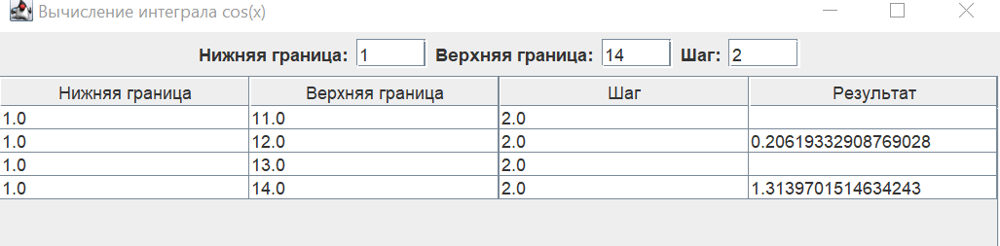 Вычисление интеграла cos(x)
Нижняя граница: 1 Верхняя граница: 14 Шаг: 2
Нижняя граница Верхняя граница Шаг Результат
1.0 11.0 2.0
1.0 12.0 2.0 0.20619332908769028
1.0 13.0 2.0
1.0 14.0 2.0 1.3139701514634243